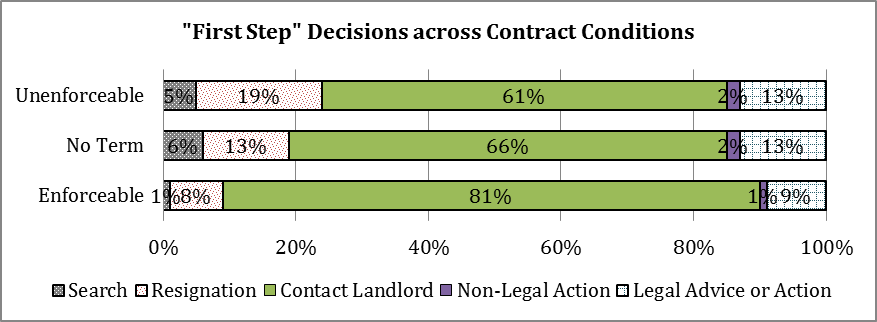 "First Step" Decisions across Contract Conditions
Unenforceable 5% 19% 61% 2% 13%
No Term 6% 13% 66% 2% 13%
Enforceable 1% 8% 81% 1% 9%
0% 20% 40% 60% 80% 100%
Search Resignation Contact Landlord Non-Legal Action Legal Advice or Action